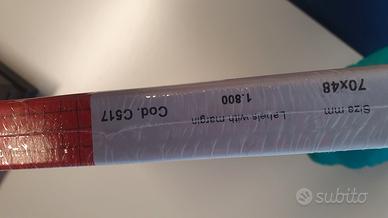 Size mm
70x48
Labels with margin
1.800
Cod. C517
subito